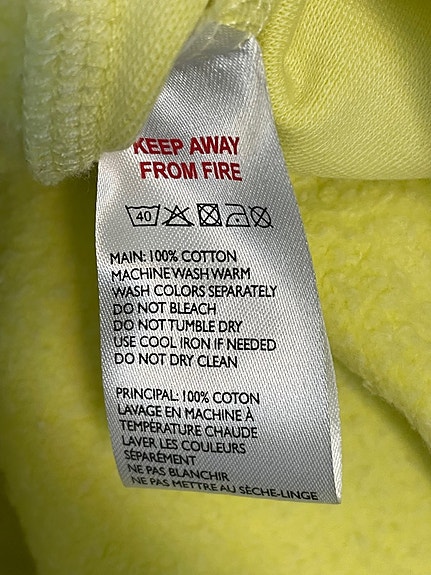 KEEP AWAY
FROM FIRE
40
MAIN: 100% COTTON
MACHINE WASH WARM
WASH COLORS SEPARATELY
DO NOT BLEACH
DO NOT TUMBLE DRY
USE COOL IRON IF NEEDED
DO NOT DRY CLEAN
PRINCIPAL: 100% COTON
LAVAGE EN MACHINE À
TEMPÉRATURE CHAUDE
LAVER LES COULEURS
SÉPARÉMENT
NE PAS BLANCHIR
NE PAS METTRE AU SÈCHE-LINGE